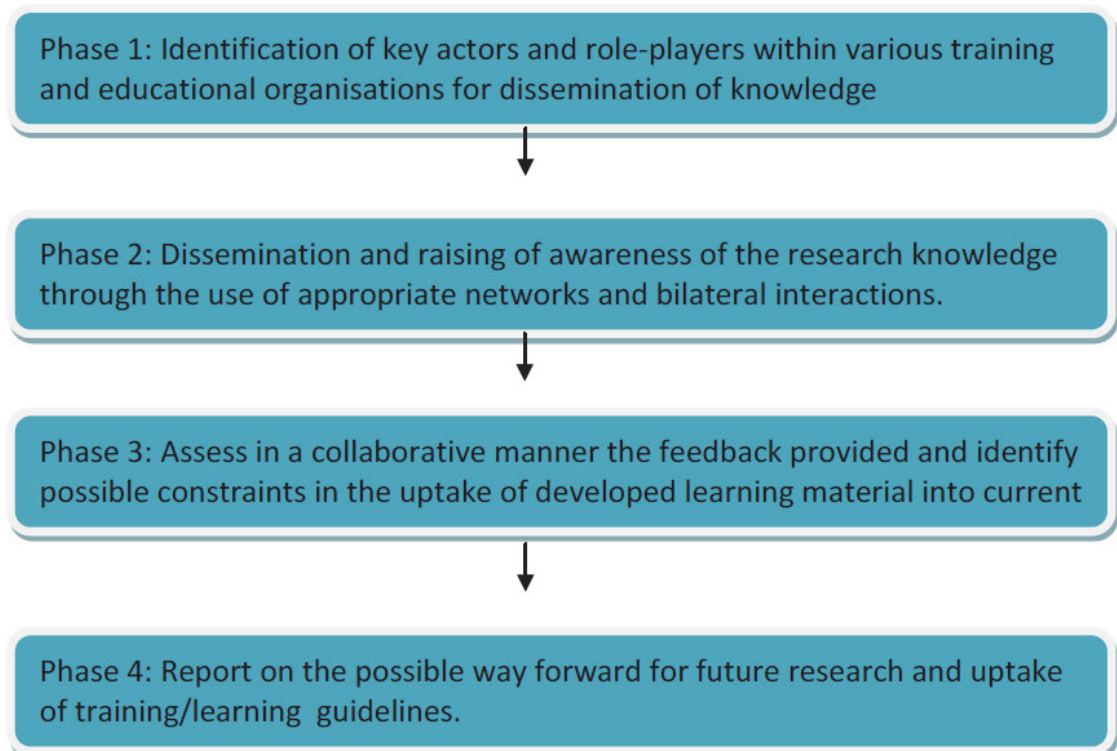 Phase 1: Identification of key actors and role-players within various training
and educational organisations for dissemination of knowledge
Phase 2: Dissemination and raising of awareness of the research knowledge
through the use of appropriate networks and bilateral interactions.
Phase 3: Assess in a collaborative manner the feedback provided and identify
possible constraints in the uptake of developed learning material into current
Phase 4: Report on the possible way forward for future research and uptake
of training/learning  guidelines.